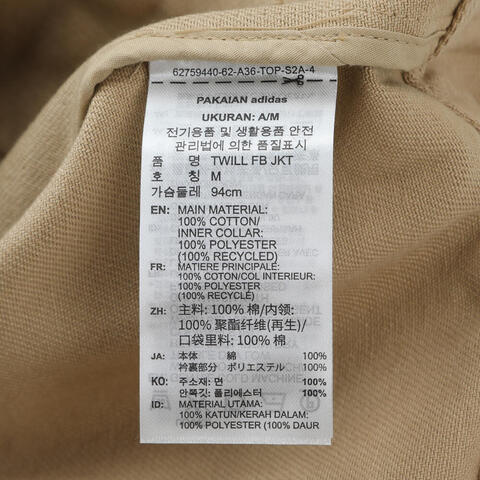 62759440-62-A36-TOP-S2A-4
PAKAIAN adidas
UKURAN: A/M
전기용품 및 생활용품 안전
관리법에 의한 품질표시
품 명 TWILL FB JKT
호 칭 M
가슴둘레 94cm
EN: MAIN MATERIAL:
100% COTTON/
INNER COLLAR:
100% POLYESTER
(100% RECYCLED)
FR: MATIERE PRINCIPALE:
100% COTON/COL INTERIEUR:
100% POLYESTER
(100% RECYCLÉ)
ZH: 主料: 100% 棉/内领:
100% 聚酯纤维(再生)/
口袋里料: 100% 棉
JA: 本体 綿 100%
衿裏部分 ポリエステル 100%
KO: 주소재: 면 100%
안쪽깃: 폴리에스터 100%
ID: MATERIAL UTAMA:
100% KATUN/KERAH DALAM:
100% POLYESTER (100% DAUR